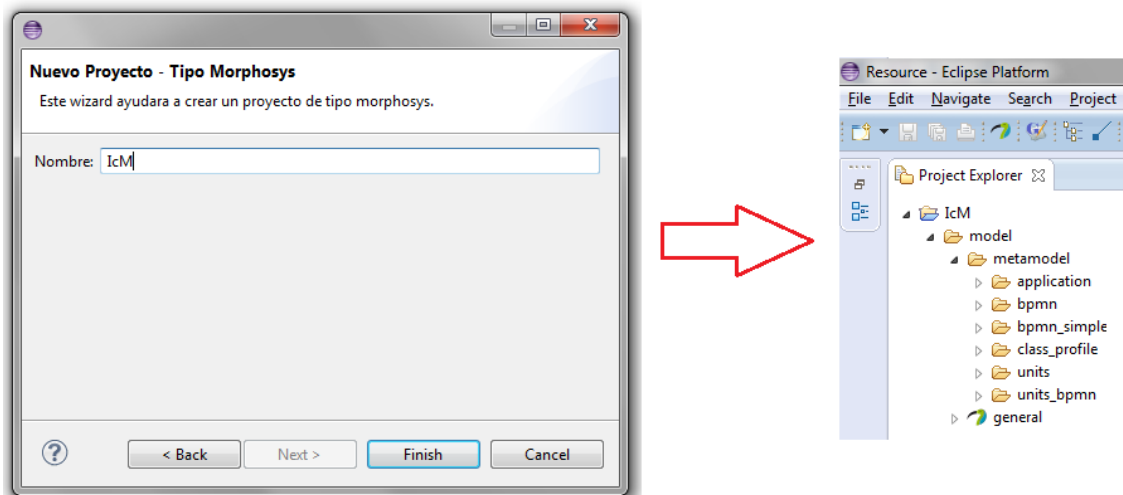 Nuevo Proyecto - Tipo Morphosys
Este wizard ayudara a crear un proyecto de tipo morphosys.
Nombre: IcM
< Back Next > Finish Cancel
Resource - Eclipse Platform
File Edit Navigate Search Project
Project Explorer
IcM
model
metamodel
application
bpmn
bpmn_simple
class_profile
units
units_bpmn
general